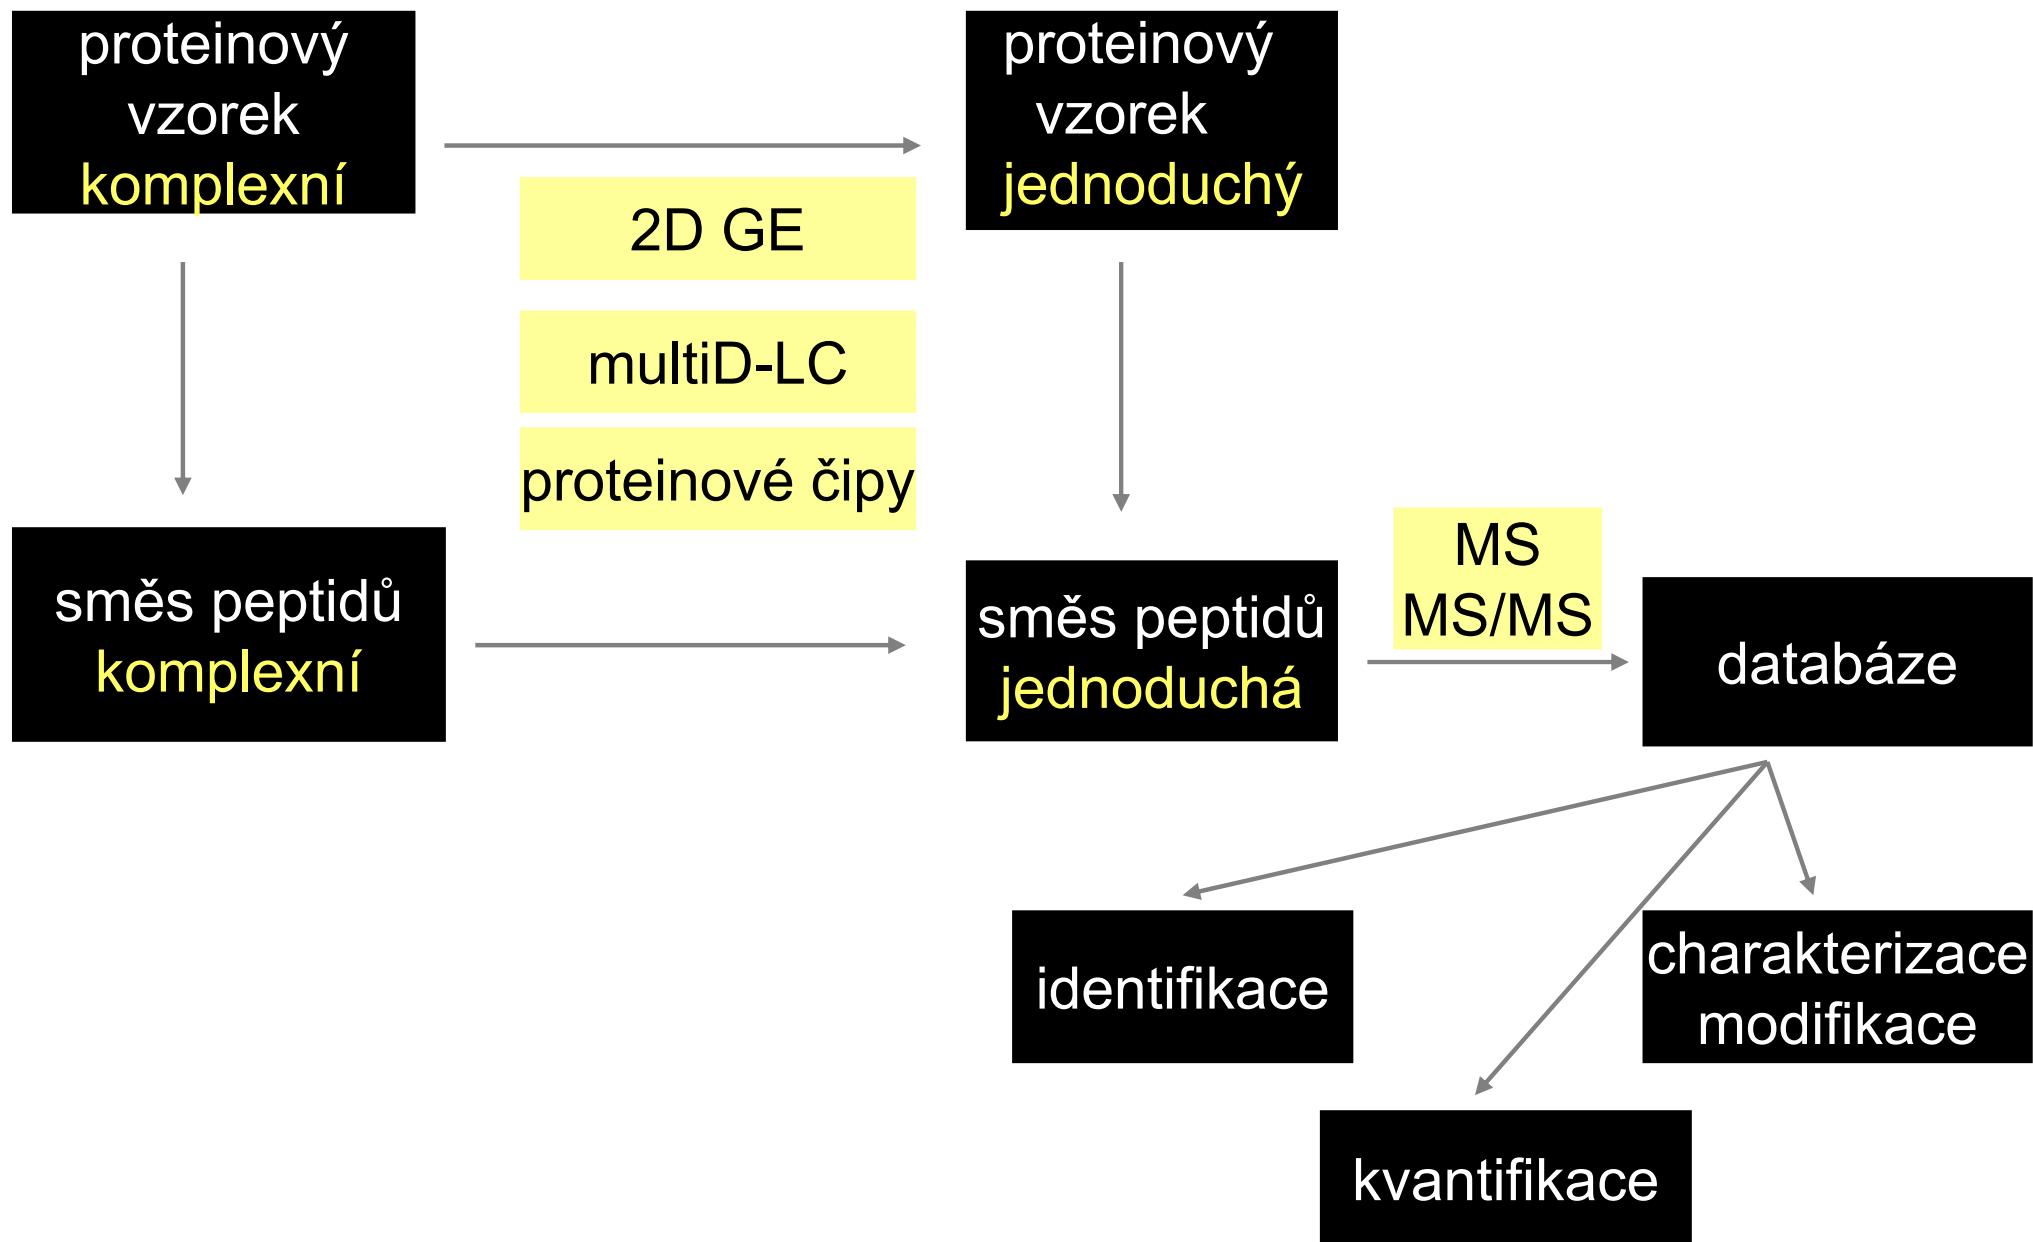 proteinový
vzorek
komplexní
proteinový
vzorek
jednoduchý
2D GE
multiD-LC
proteinové čipy
směs peptidů
komplexní
směs peptidů
jednoduchá
MS
MS/MS
databáze
identifikace
charakterizace
modifikace
kvantifikace